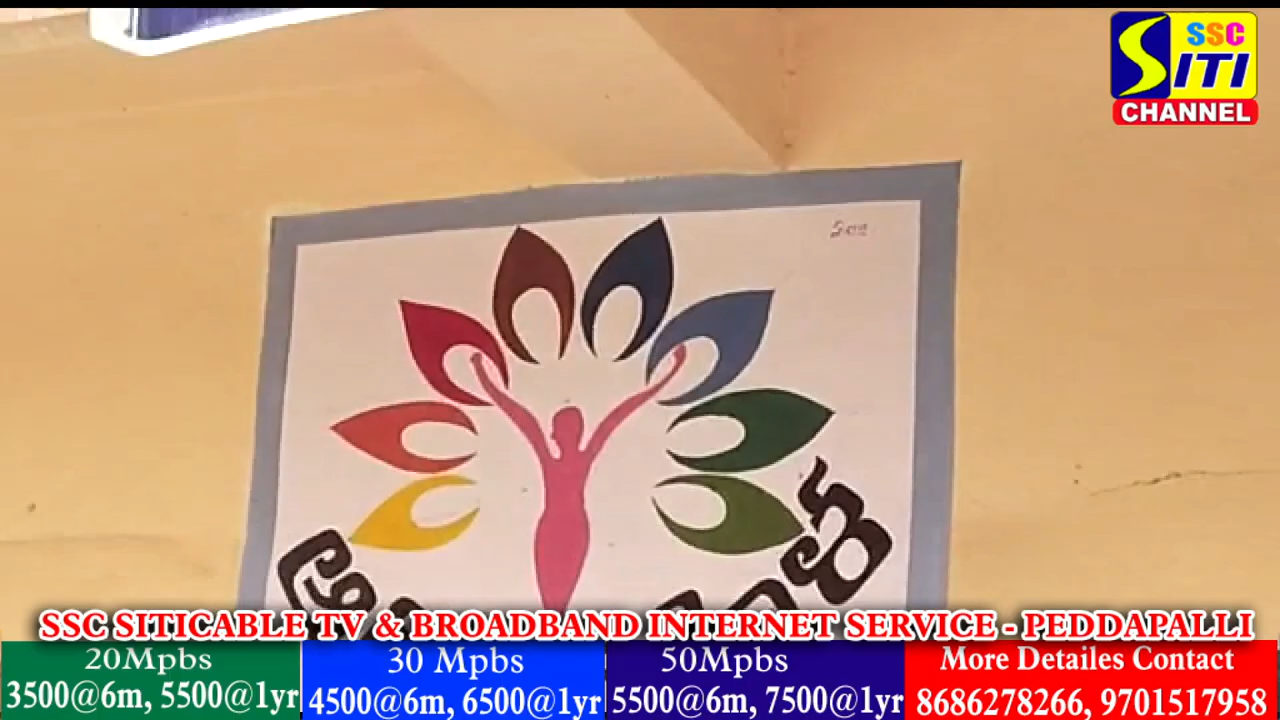 SSC
SITI
CHANNEL
SSC SITICABLE TV & BROADBAND INTERNET SERVICE - PEDDAPALLI
20Mpbs
3500@6m, 5500@1yr
30 Mpbs
4500@6m, 6500@1yr
50Mpbs
5500@6m, 7500@1yr
More Detailes Contact
8686278266, 9701517958